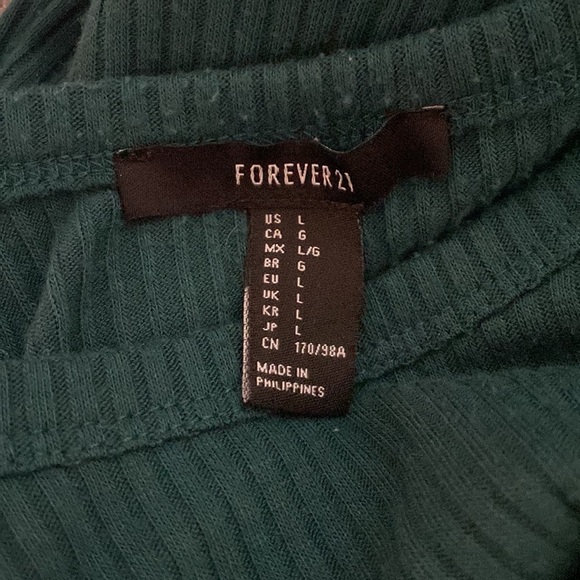 FOREVER 21
US L
CA G
MX L/G
BR G
EU L
UK L
KR L
JP L
CN 170/98A
MADE IN
PHILIPPINES